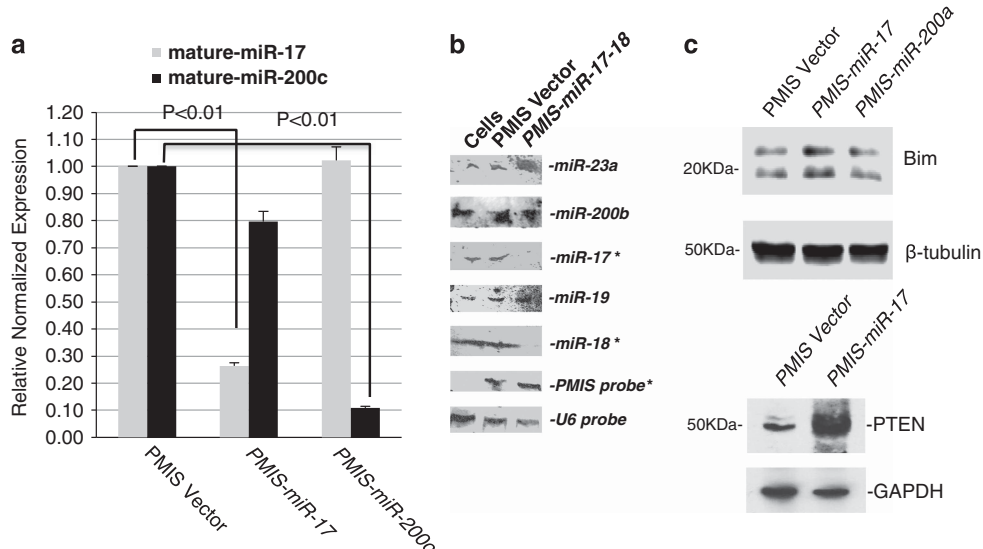 a
mature-miR-17
mature-miR-200c
Relative Normalized Expression
1.20
1.10
1.00
0.90
0.80
0.70
0.60
0.50
0.40
0.30
0.20
0.10
0.00
P<0.01
P<0.01
PMIS Vector
PMIS-miR-17
PMIS-miR-200c
b
Cells
PMIS Vector
PMIS-miR-17-18
-miR-23a
-miR-200b
-miR-17 *
-miR-19
-miR-18 *
-PMIS probe*
-U6 probe
c
PMIS Vector
PMIS-miR-17
PMIS-miR-200a
20KDa-
Bim
50KDa-
β-tubulin
PMIS Vector
PMIS-miR-17
50KDa-
-PTEN
-GAPDH